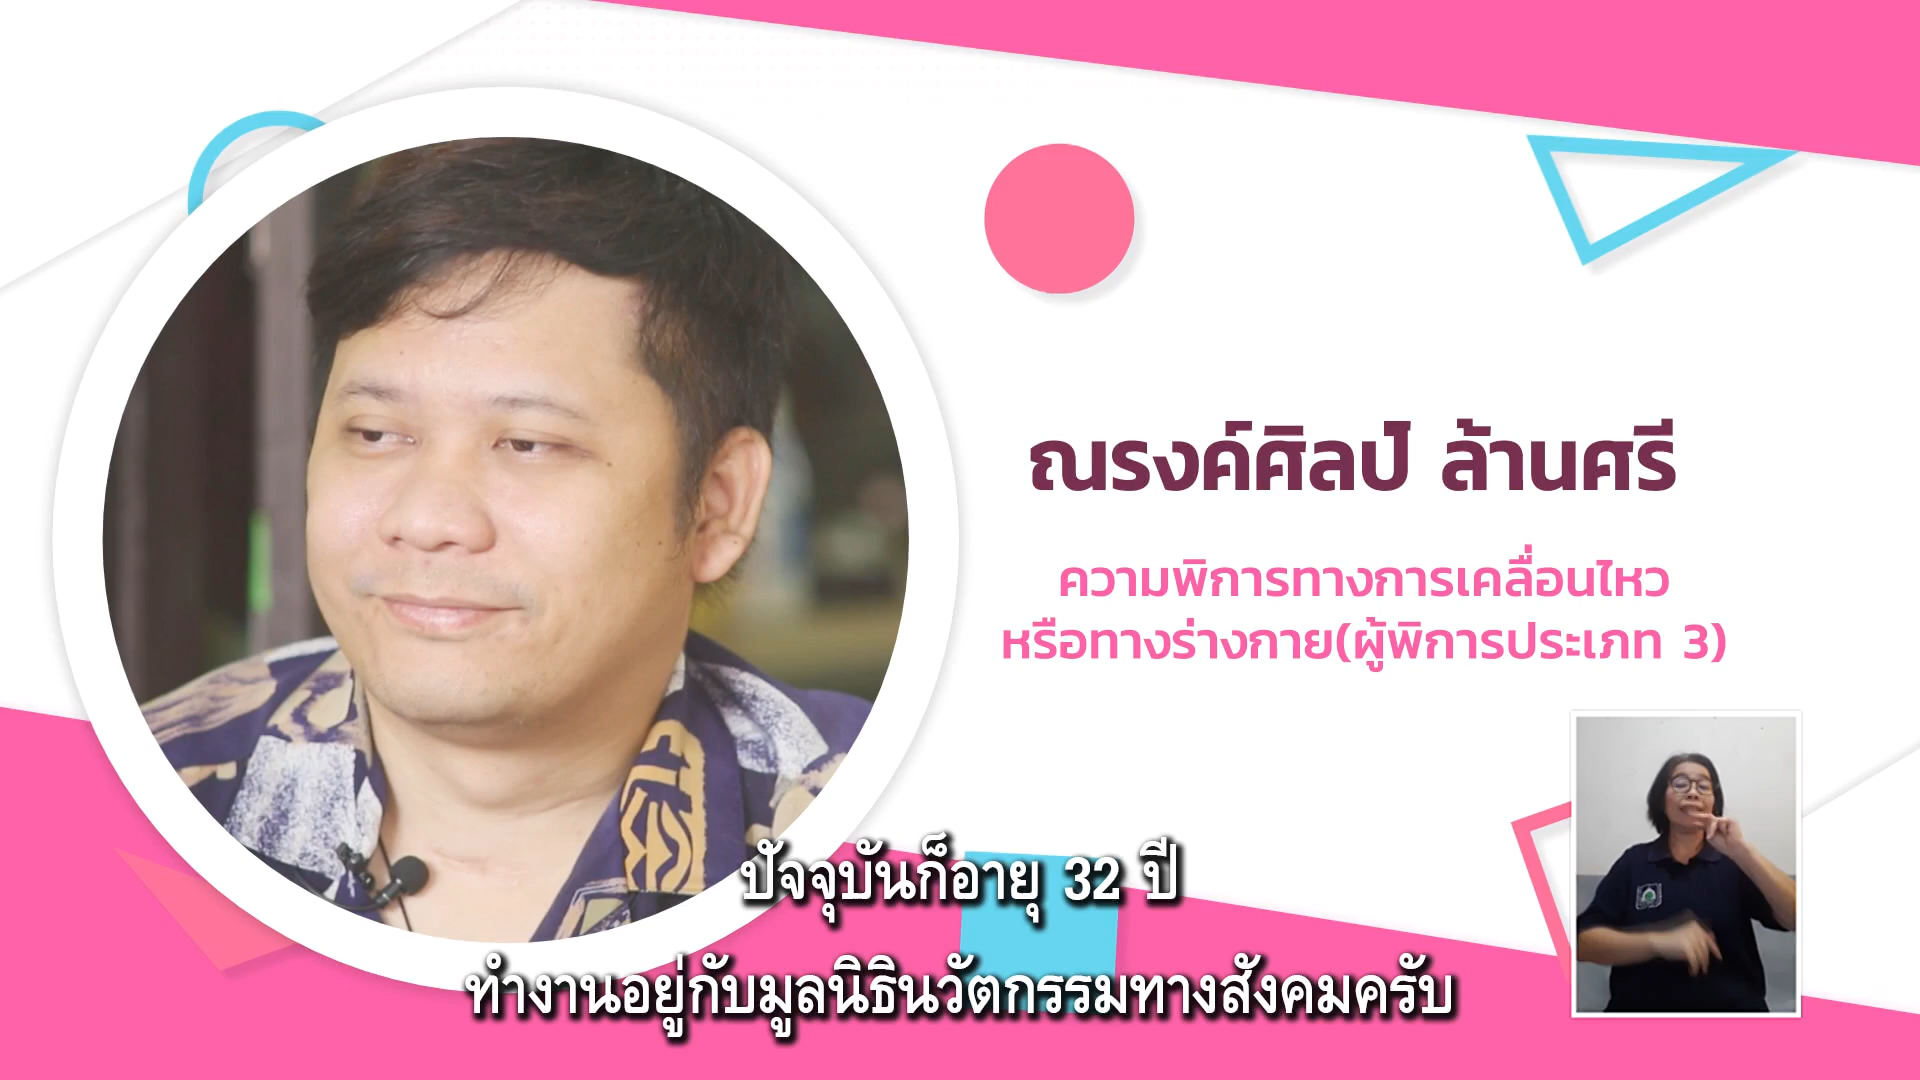 ณรงค์ศิลป์ ล้านศรี
ความพิการทางการเคลื่อนไหว
หรือทางร่างกาย(ผู้พิการประเภท 3)
ปัจจุบันก็อายุ 32 ปี
ทำงานอยู่กับมูลนิธินวัตกรรมทางสังคมครับ